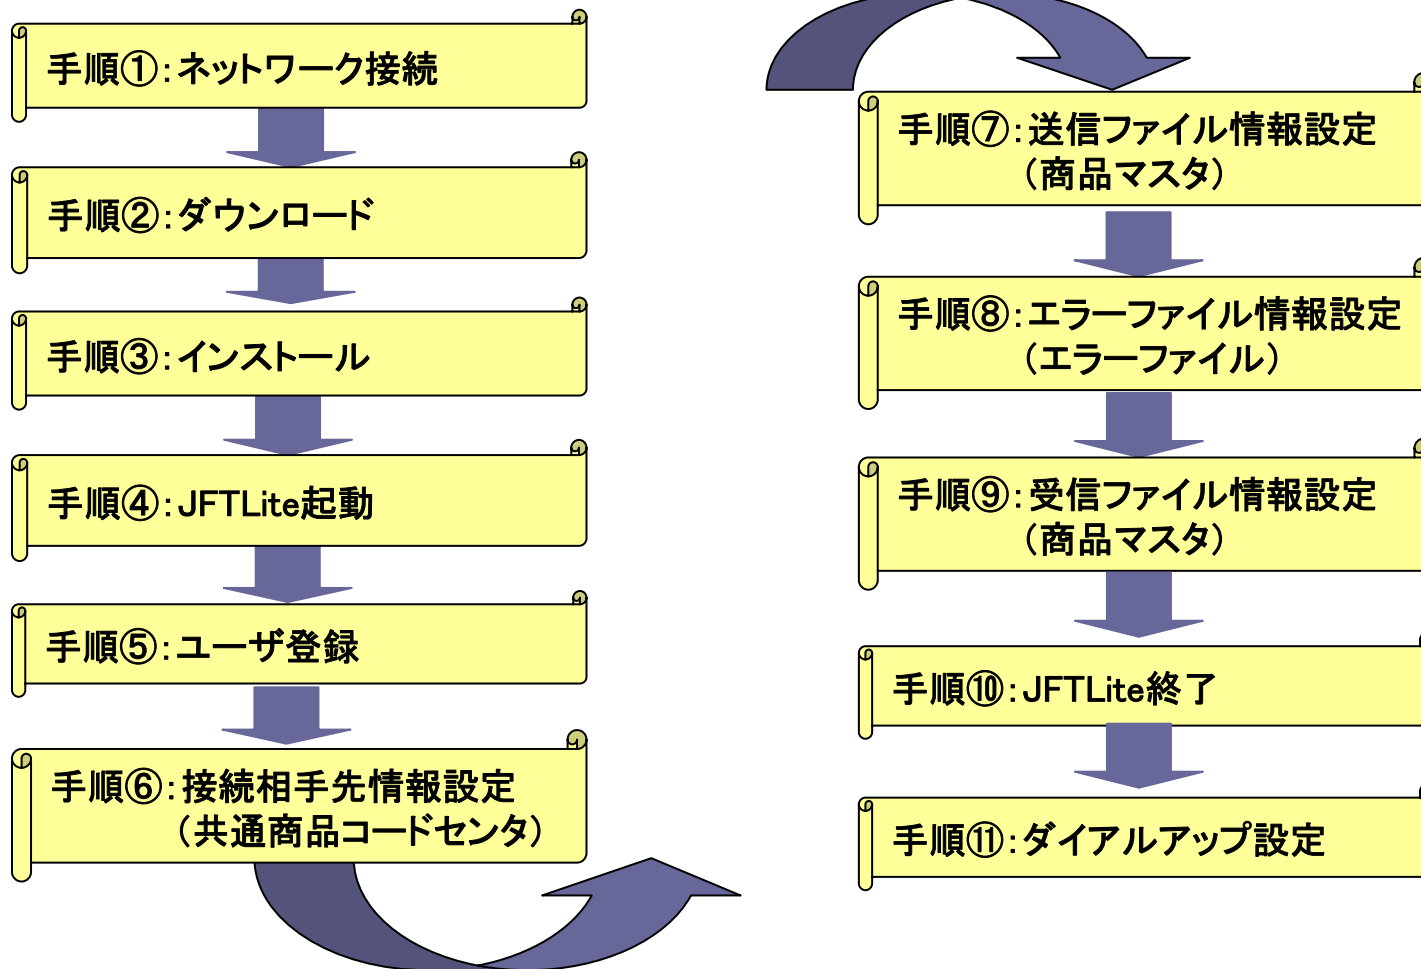 手順①：ネットワーク接続
手順②：ダウンロード
手順③：インストール
手順④：JFTLite起動
手順⑤：ユーザ登録
手順⑥：接続相手先情報設定
（共通商品コードセンタ）
手順⑦：送信ファイル情報設定
（商品マスタ）
手順⑧：エラーファイル情報設定
（エラーファイル）
手順⑨：受信ファイル情報設定
（商品マスタ）
手順⑩：JFTLite終了
手順⑪：ダイアルアップ設定